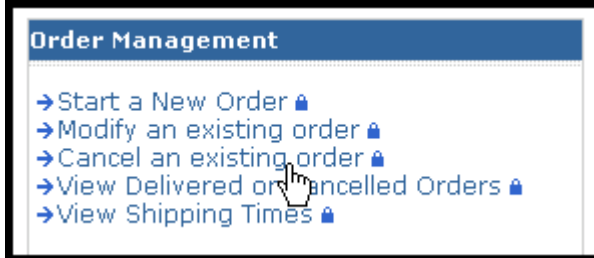 Order Management
Start a New Order
Modify an existing order
Cancel an existing order
View Delivered or Cancelled Orders
View Shipping Times